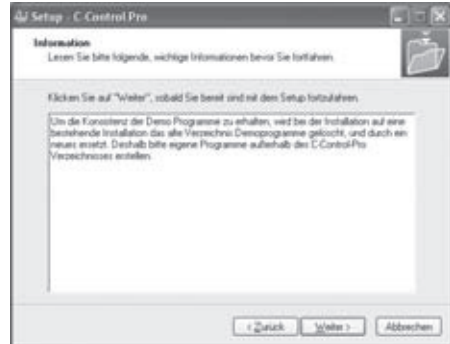 Setup - C-Control Pro
Information
Lesen Sie bitte folgende, wichtige Informationen bevor Sie fortfahren.
Klicken Sie auf "Weiter", sobald Sie bereit sind mit dem Setup fortzufahren.
Um die Konsistenz der Demo Programme zu erhalten, wird bei der Installation auf eine
bestehende Installation das alte Verzeichnis Demoprogramme gelöscht, und durch ein
neues ersetzt. Deshalb bitte eigene Programme außerhalb des C-Control-Pro
Verzeichnisses erstellen.
< Zurück Weiter > Abbrechen